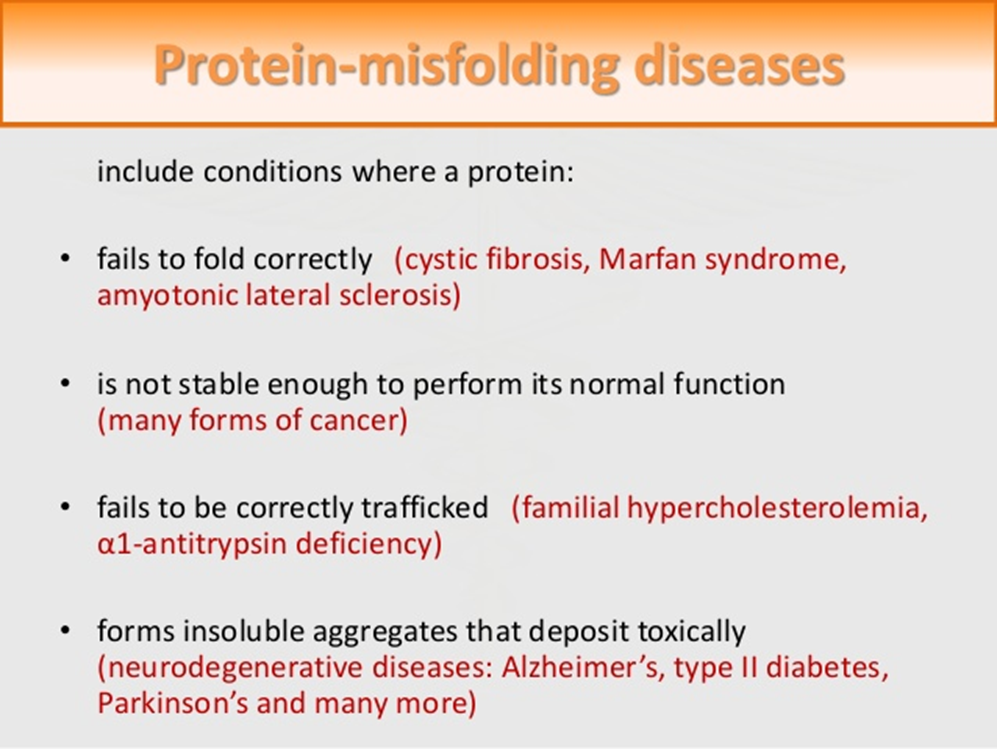 Protein-misfolding diseases
include conditions where a protein:
• fails to fold correctly (cystic fibrosis, Marfan syndrome,
amyotonic lateral sclerosis)
• is not stable enough to perform its normal function
(many forms of cancer)
• fails to be correctly trafficked (familial hypercholesterolemia,
α1-antitrypsin deficiency)
• forms insoluble aggregates that deposit toxically
(neurodegenerative diseases: Alzheimer’s, type II diabetes,
Parkinson’s and many more)